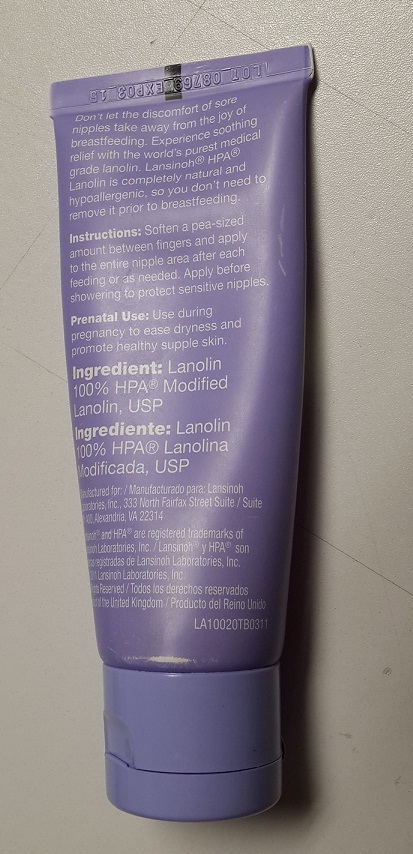 LOT 08769 EXP03 15
Don't let the discomfort of sore
nipples take away from the joy of
breastfeeding. Experience soothing
relief with the world's purest medical
grade lanolin. Lansinoh® HPA®
Lanolin is completely natural and
hypoallergenic, so you don't need to
remove it prior to breastfeeding.
Instructions: Soften a pea-sized
amount between fingers and apply
to the entire nipple area after each
feeding or as needed. Apply before
showering to protect sensitive nipples.
Prenatal Use: Use during
pregnancy to ease dryness and
promote healthy supple skin.
Ingredient: Lanolin
100% HPA® Modified
Lanolin, USP
Ingrediente: Lanolin
100% HPA® Lanolina
Modificada, USP
for: / Manufacturado para: Lansinoh
Inc., 333 North Fairfax Street Suite / Suite
Alexandria, VA 22314
and HPA® are registered trademarks of
Laboratories, Inc. / Lansinoh® y HPA® son
registradas de Lansinoh Laboratories, Inc.
Lansinoh Laboratories, Inc.
Reserved / Todos los derechos reservados
of the United Kingdom / Producto del Reino Unido
LA10020TB0311